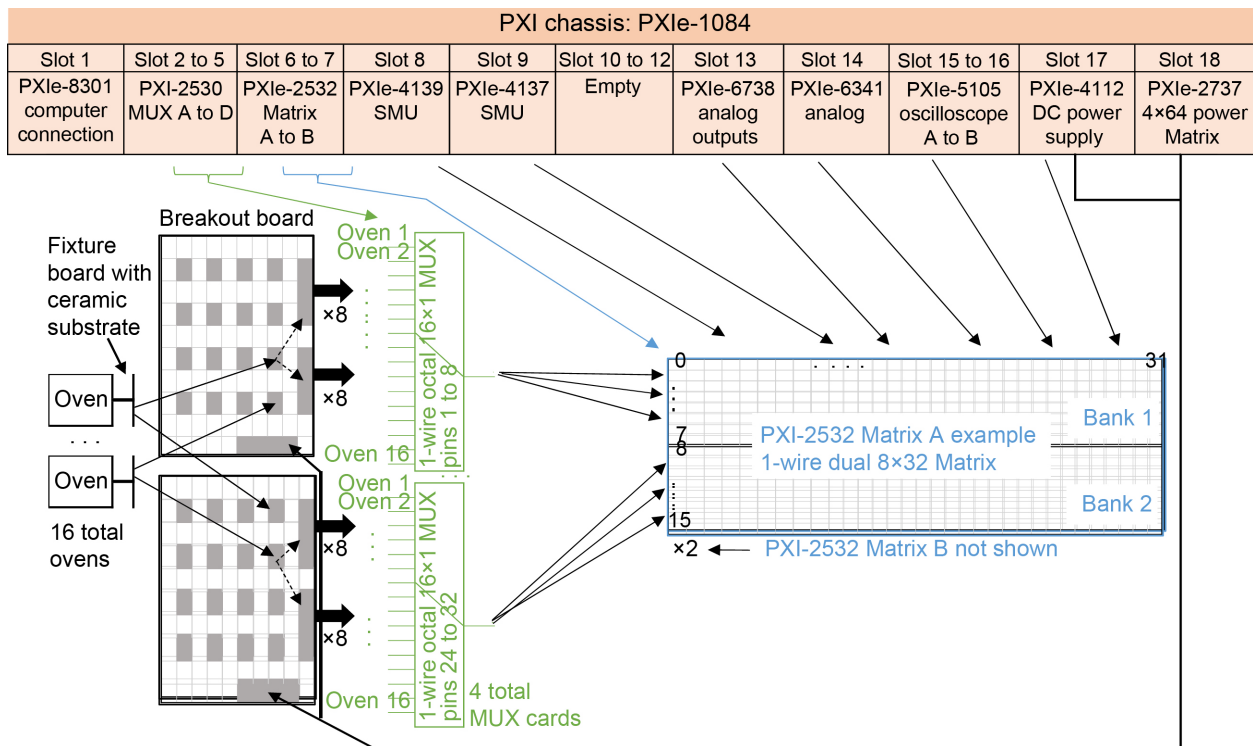 PXI chassis: PXIe-1084
Slot 1
Slot 2 to 5
Slot 6 to 7
Slot 8
Slot 9
Slot 10 to 12
Slot 13
Slot 14
Slot 15 to 16
Slot 17
Slot 18
PXIe-8301
computer
connection
PXI-2530
MUX A to D
PXIe-2532
Matrix
A to B
PXIe-4139
SMU
PXIe-4137
SMU
Empty
PXIe-6738
analog
outputs
PXIe-6341
analog
PXIe-5105
oscilloscope
A to B
PXIe-4112
DC power
supply
PXIe-2737
4×64 power
Matrix
Breakout board
Fixture
board with
ceramic
substrate
Oven
. . .
Oven
16 total
ovens
×8
×8
×8
×8
Oven 1
Oven 2
Oven 16
1-wire octal 16×1 MUX
pins 1 to 8
. . . .
Oven 1
Oven 2
Oven 16
1-wire octal 16×1 MUX
pins 24 to 32
4 total
MUX cards
0
31
. . . .
7
8
15
Bank 1
PXI-2532 Matrix A example
1-wire dual 8×32 Matrix
Bank 2
×2
PXI-2532 Matrix B not shown